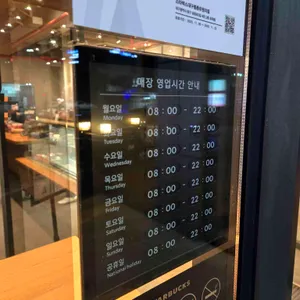 매장 영업시간 안내
월요일 08 : 00 - 22 : 00
Monday
화요일 08 : 00 - 22 : 00
Tuesday
수요일 08 : 00 - 22 : 00
Wednesday
목요일 08 : 00 - 22 : 00
Thursday
금요일 08 : 00 - 22 : 00
Friday
토요일 08 : 00 - 22 : 00
Saturday
일요일 08 : 00 - 22 : 00
Sunday
공휴일 08 : 00 - 22 : 00
National holiday